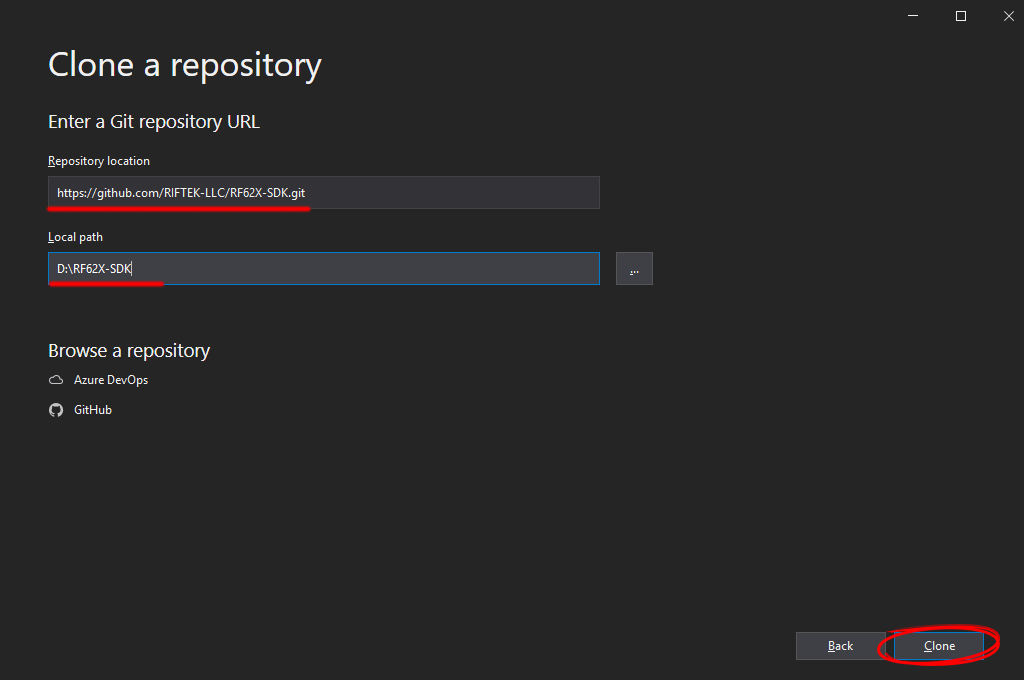 Clone a repository
Enter a Git repository URL
Repository location
https://github.com/RIFTEK-LLC/RF62X-SDK.git
Local path
D:\RF62X-SDK
...
Browse a repository
Azure DevOps
GitHub
Back
Clone